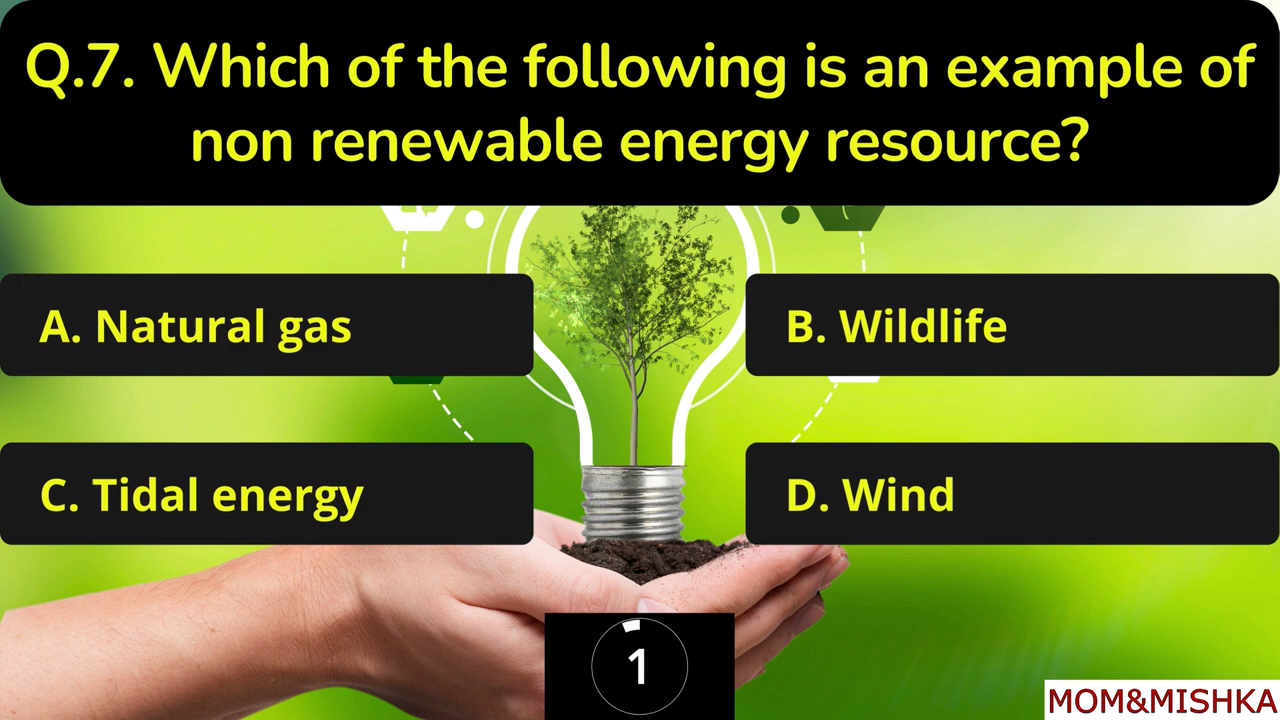 Q.7. Which of the following is an example of
non renewable energy resource?
A. Natural gas
B. Wildlife
C. Tidal energy
D. Wind
1
MOM&MISHKA